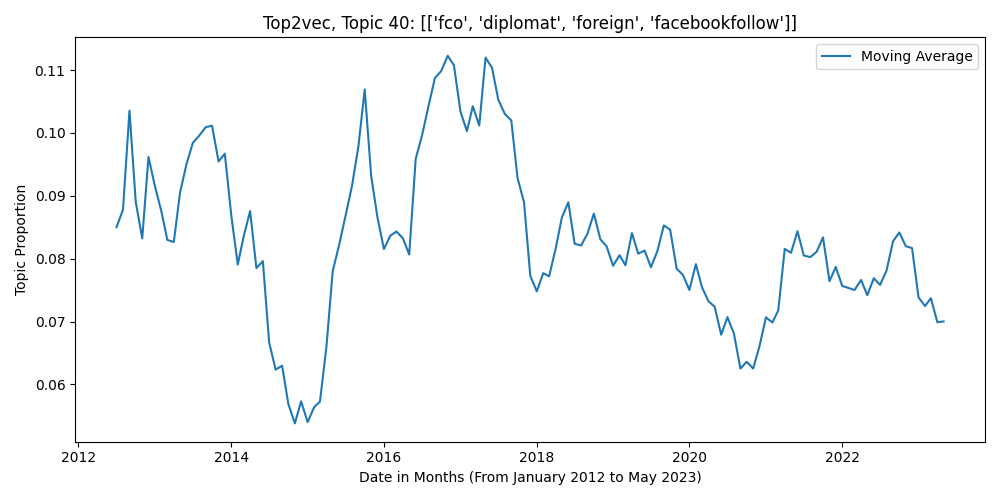 Top2vec, Topic 40: [['fco', 'diplomat', 'foreign', 'facebookfollow']]
Moving Average
Topic Proportion
0.11
0.10
0.09
0.08
0.07
0.06
2012 2014 2016 2018 2020 2022
Date in Months (From January 2012 to May 2023)